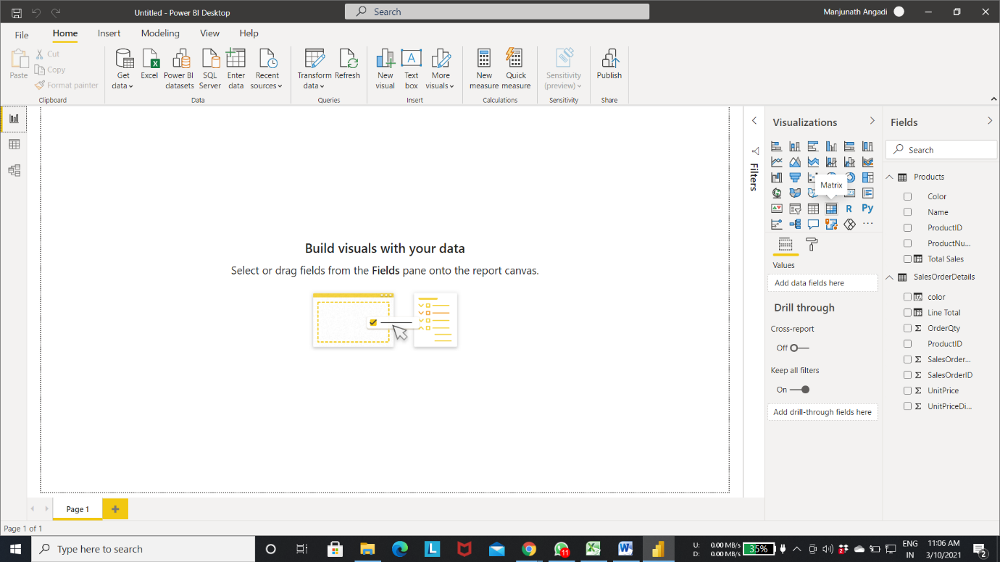 Untitled - Power BI Desktop
Search
Manjunath Angadi
File Home Insert Modeling View Help
Paste
Cut
Copy
Format painter
Clipboard
Get data
Excel
Power BI datasets
SQL Server
Enter data
Recent sources
Data
Transform data
Refresh
Queries
New visual
Text box
More visuals
Insert
New measure
Quick measure
Calculations
Sensitivity (preview)
Sensitivity
Publish
Share
Build visuals with your data
Select or drag fields from the Fields pane onto the report canvas.
Filters
Visualizations
Matrix
R Py
Values
Add data fields here
Drill through
Cross-report
Off
Keep all filters
On
Add drill-through fields here
Fields
Search
Products
Color
Name
ProductID
ProductNu...
Total Sales
SalesOrderDetails
color
Line Total
OrderQty
ProductID
SalesOrder...
SalesOrderID
UnitPrice
UnitPriceDi...
Page 1
Page 1 of 1
Type here to search
L
11
U: 0.00 MB/s
D: 0.00 MB/s
35%
2
ENG
IN
11:06 AM
3/10/2021
2